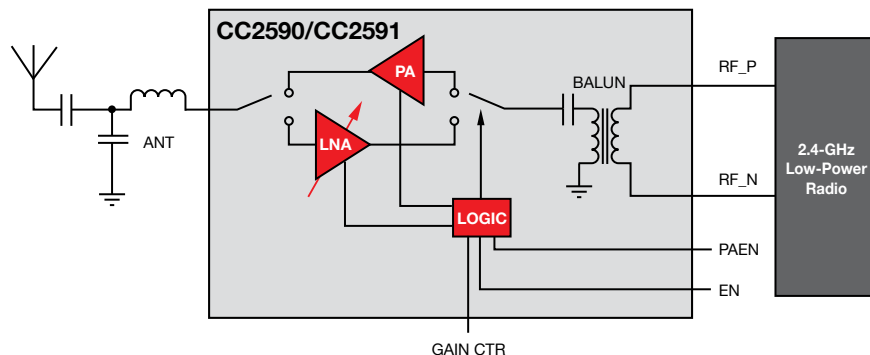 CC2590/CC2591
PA
BALUN
RF_P
ANT
LNA
2.4-GHz
Low-Power
Radio
RF_N
LOGIC
PAEN
EN
GAIN CTR